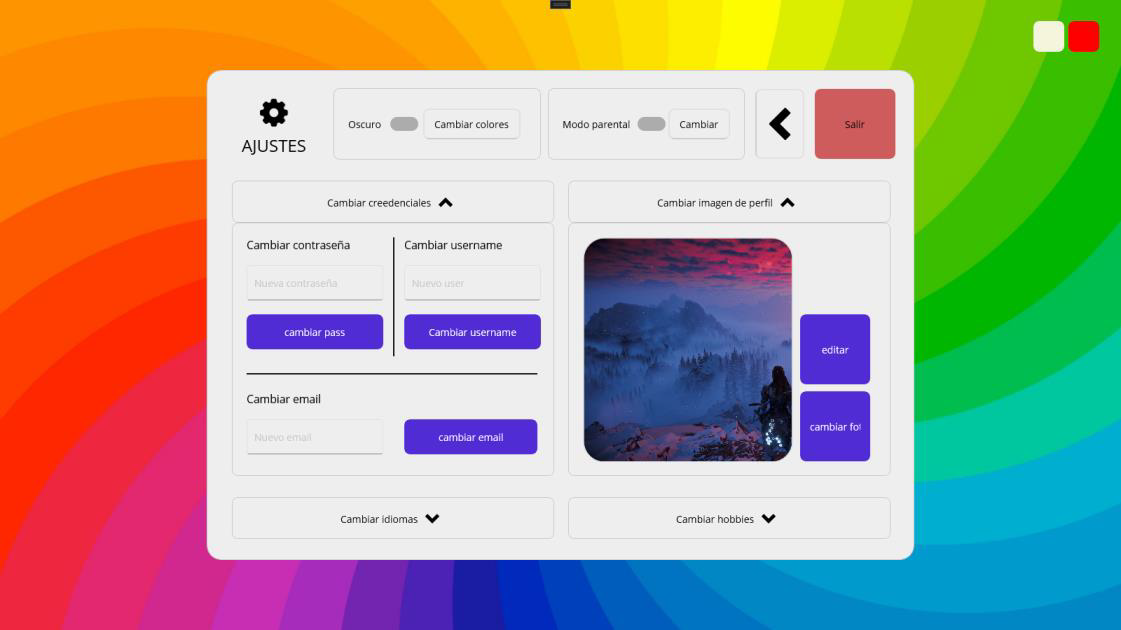 AJUSTES
Oscuro
Cambiar colores
Modo parental
Cambiar
Salir
Cambiar creedenciales
Cambiar imagen de perfil
Cambiar contraseña
Cambiar username
Nueva contraseña
Nuevo user
cambiar pass
Cambiar username
editar
Cambiar email
Nuevo email
cambiar email
cambiar fot
Cambiar idiomas
Cambiar hobbies